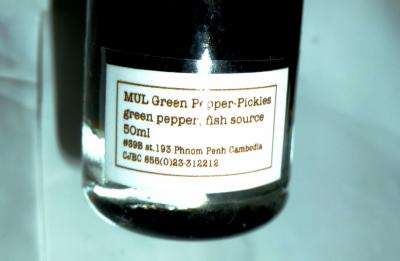 MUL Green Pepper-Pickles
green pepper, fish source
50ml
#39B st.193 Phnom Penh Cambodia
CJBC 855(0)23-312212